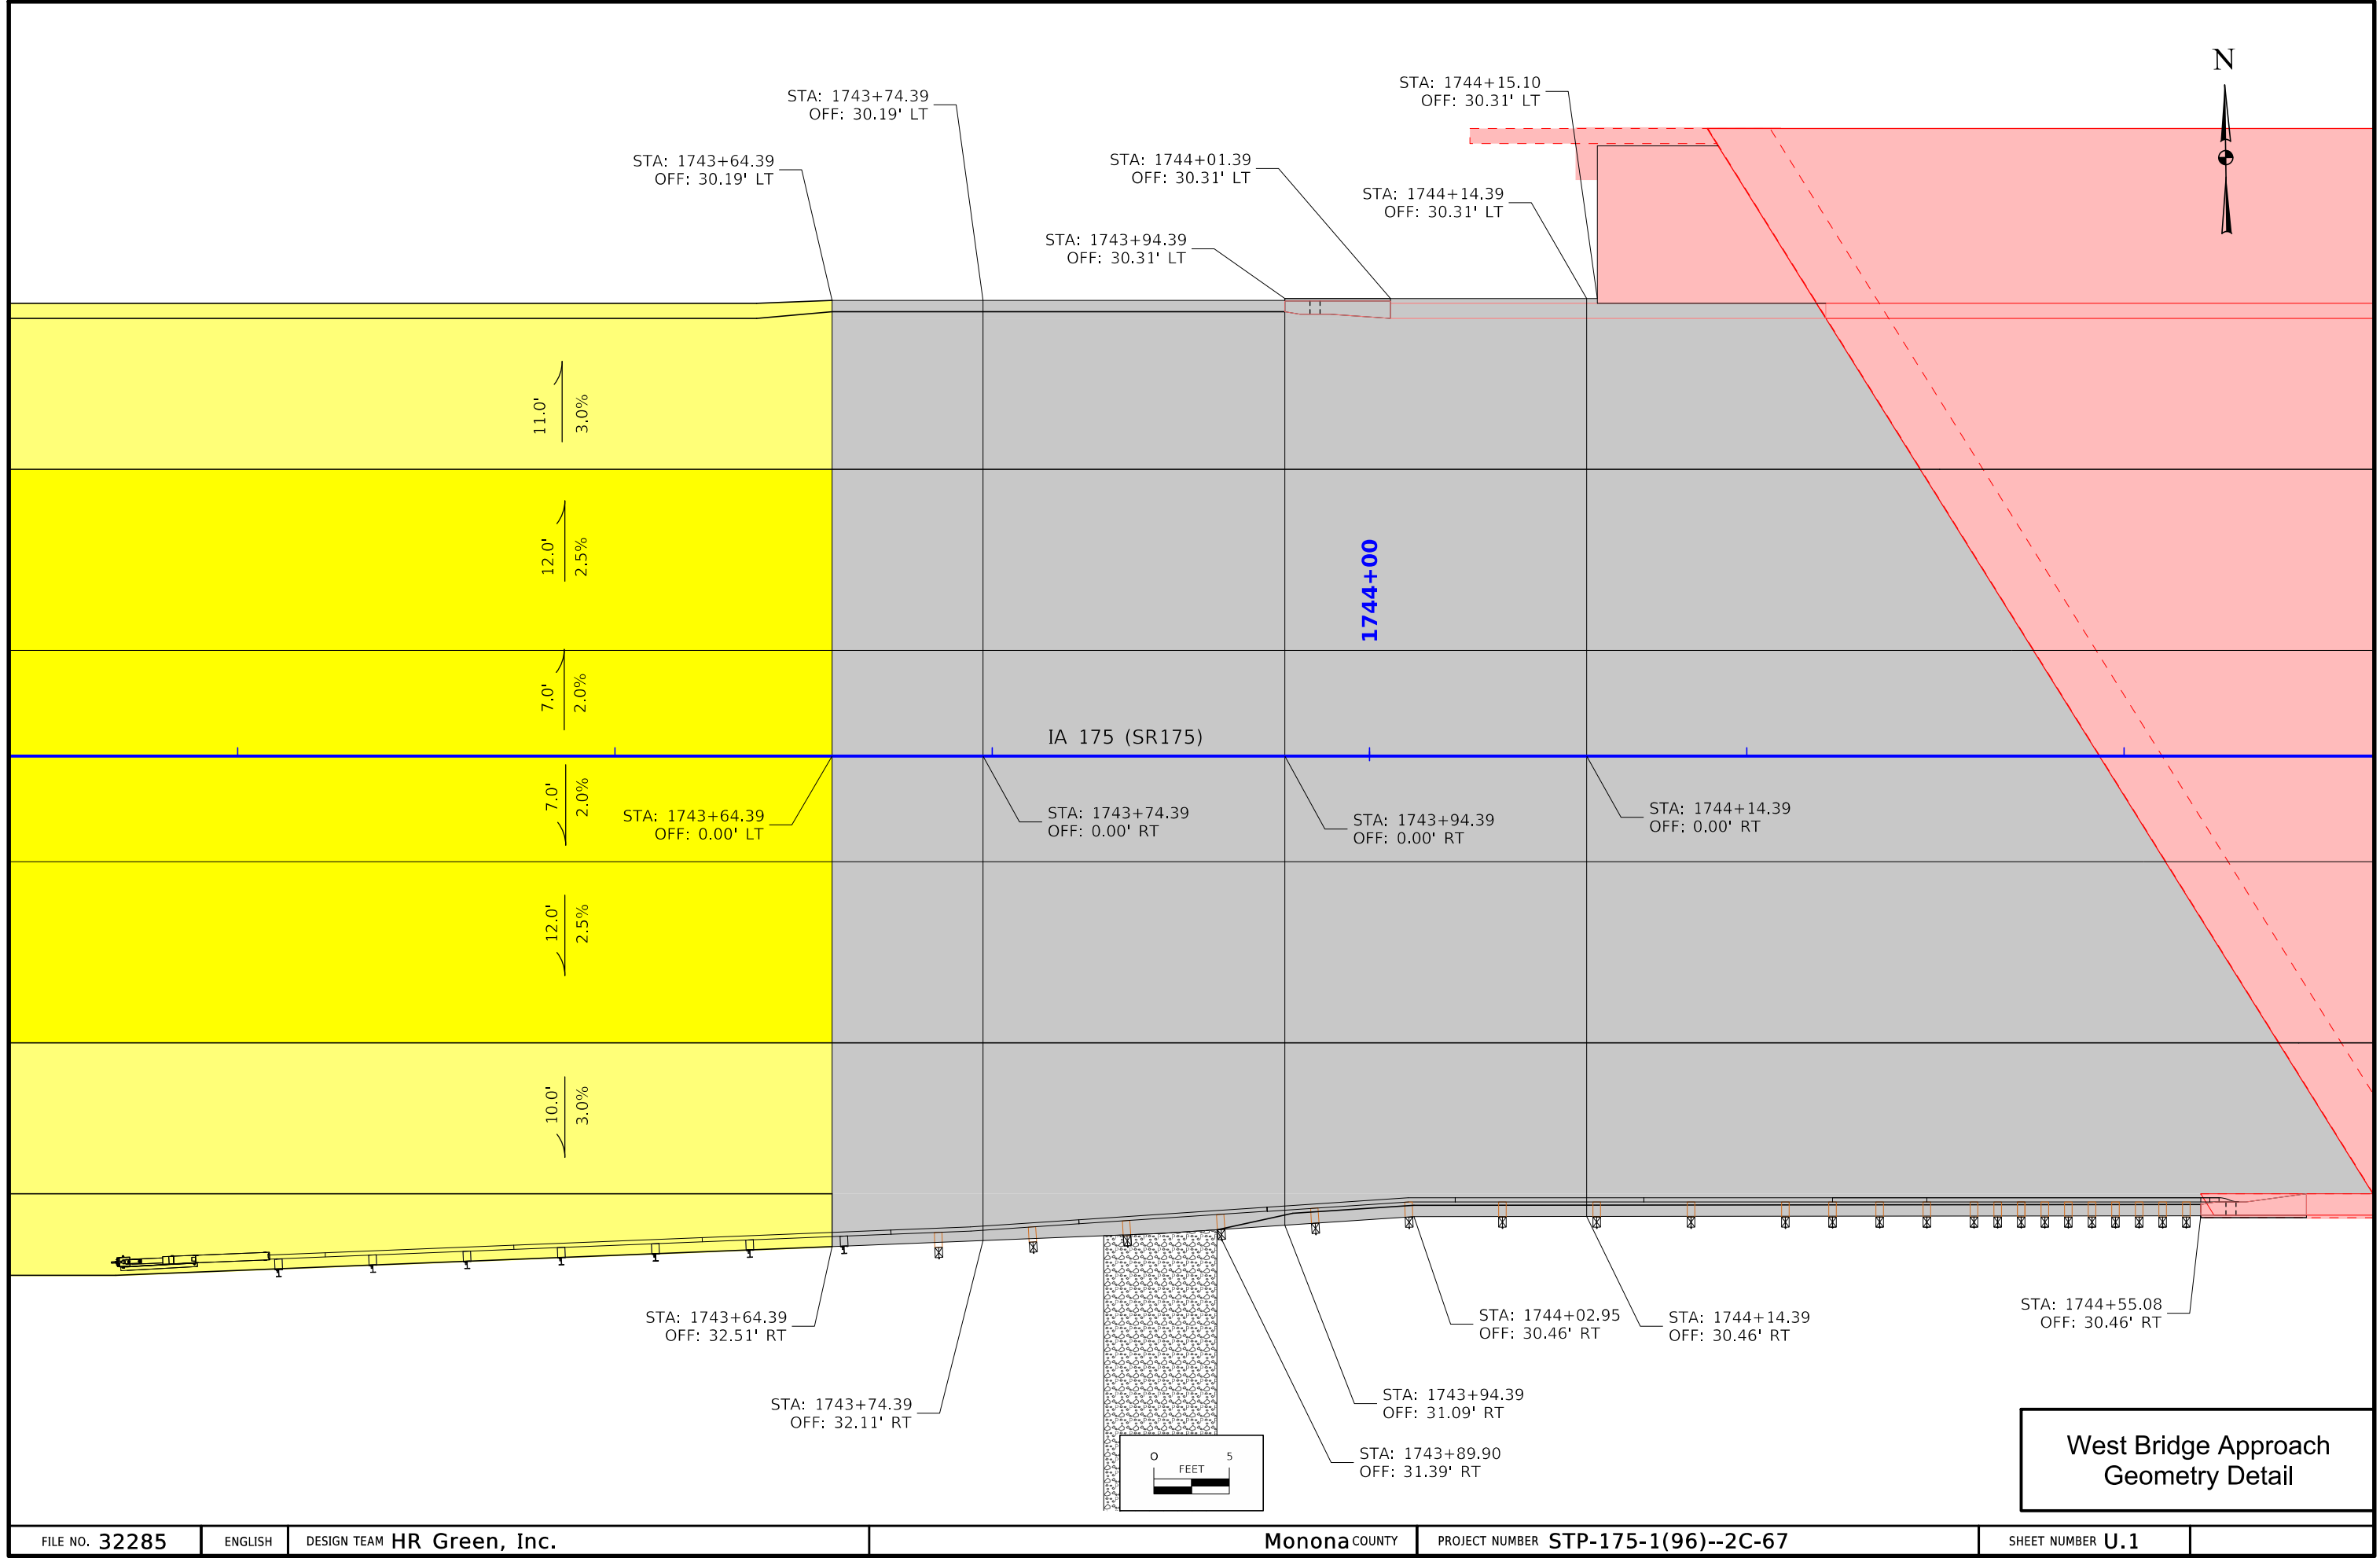 N
STA: 1744+15.10
OFF: 30.31' LT
STA: 1743+74.39
OFF: 30.19' LT
STA: 1743+64.39
OFF: 30.19' LT
STA: 1744+01.39
OFF: 30.31' LT
STA: 1744+14.39
OFF: 30.31' LT
STA: 1743+94.39
OFF: 30.31' LT
11.0'
3.0%
12.0'
2.5%
1744+00
7.0'
2.0%
IA 175 (SR175)
7.0'
2.0%
STA: 1743+64.39
OFF: 0.00' LT
STA: 1743+74.39
OFF: 0.00' RT
STA: 1743+94.39
OFF: 0.00' RT
STA: 1744+14.39
OFF: 0.00' RT
12.0'
2.5%
10.0'
3.0%
STA: 1743+64.39
OFF: 32.51' RT
STA: 1744+02.95
OFF: 30.46' RT
STA: 1744+14.39
OFF: 30.46' RT
STA: 1744+55.08
OFF: 30.46' RT
STA: 1743+74.39
OFF: 32.11' RT
STA: 1743+94.39
OFF: 31.09' RT
STA: 1743+89.90
OFF: 31.39' RT
0 5
FEET
West Bridge Approach
Geometry Detail
FILE NO. 32285 ENGLISH DESIGN TEAM HR Green, Inc. Monona COUNTY PROJECT NUMBER STP-175-1(96)--2C-67 SHEET NUMBER U.1